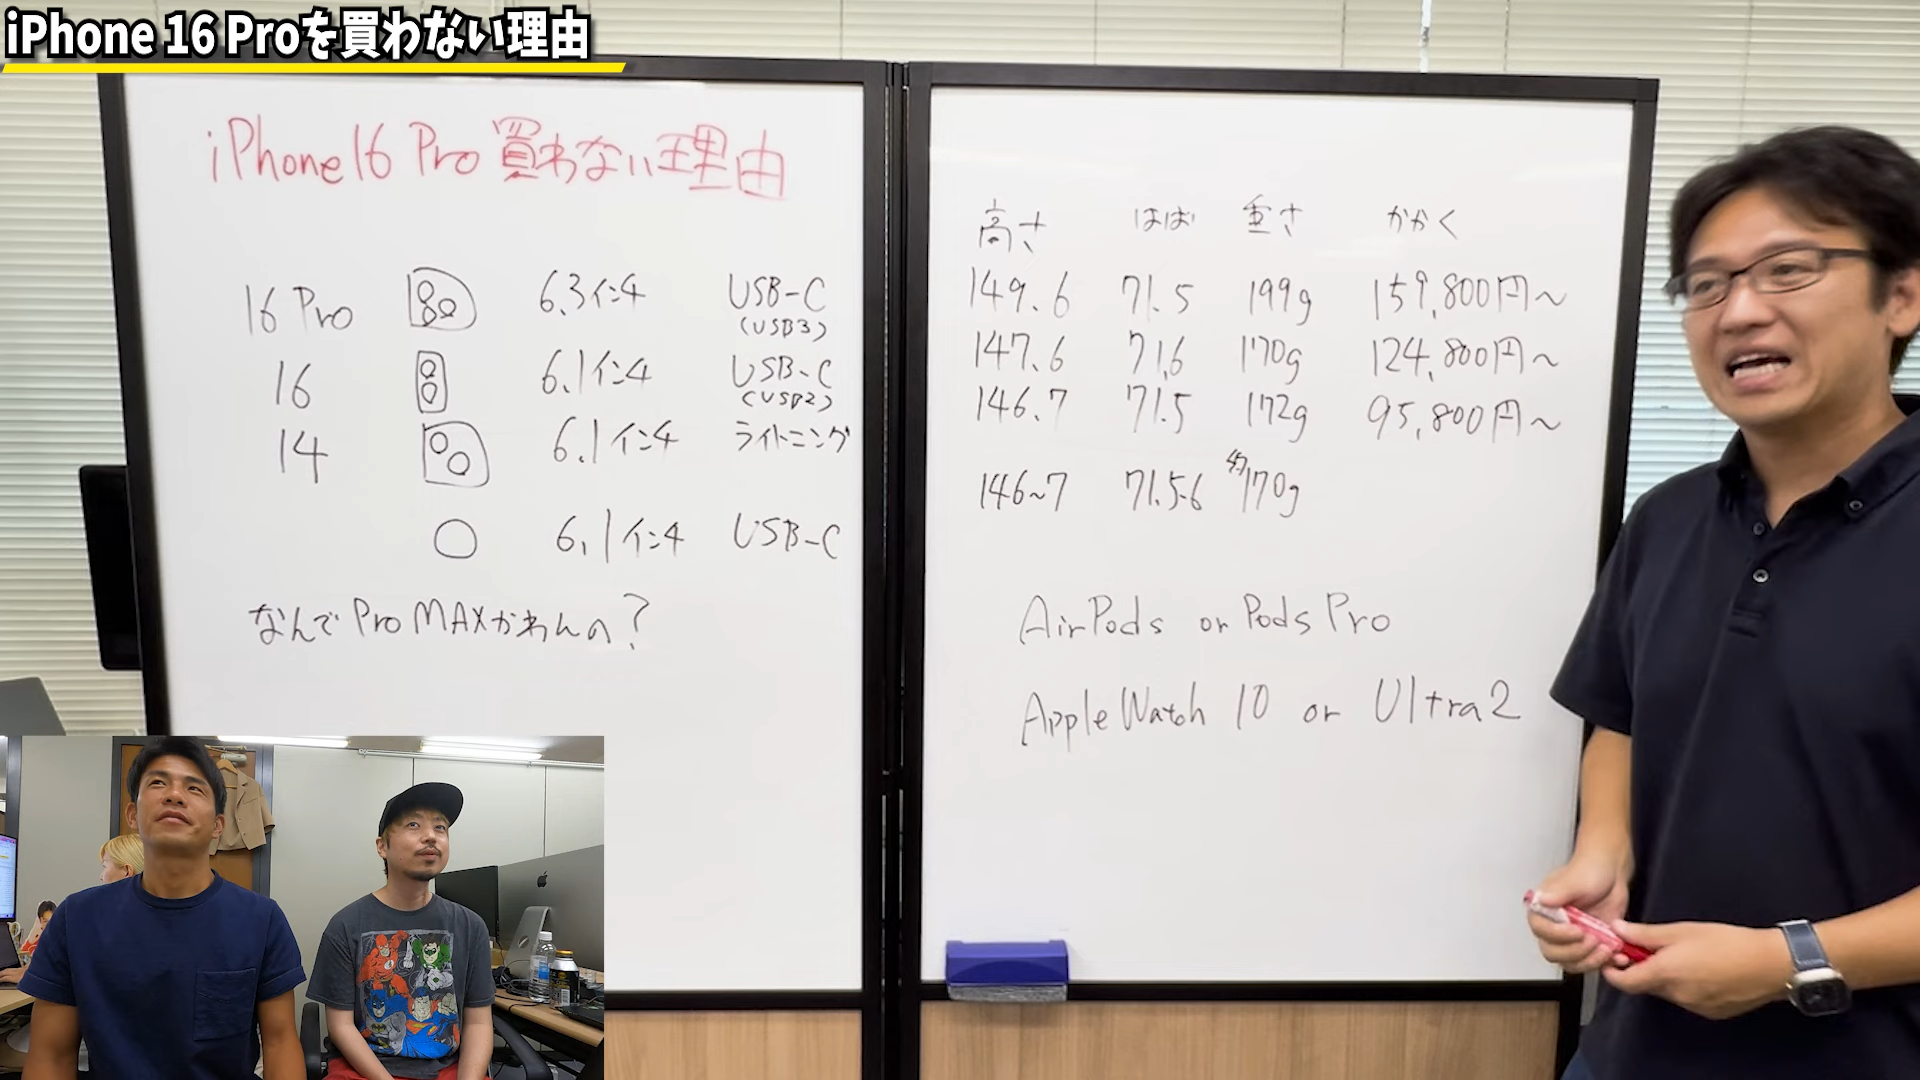 iPhone 16 Proを買わない理由
iPhone16 Pro 買わない理由
16 Pro 6.3インチ USB-C
(USB3)
16 6.1インチ USB-C
(USB2)
14 6.1インチ ライトニング
6.1インチ USB-C
なんで Pro MAXかわんの?
高さ はば 重さ かかく
149.6 71.5 199g 159,800円〜
147.6 71.6 170g 124,800円〜
146.7 71.5 172g 95,800円〜
146~7 71.5-6 約170g
AirPods or Pods Pro
Apple Watch 10 or Ultra2